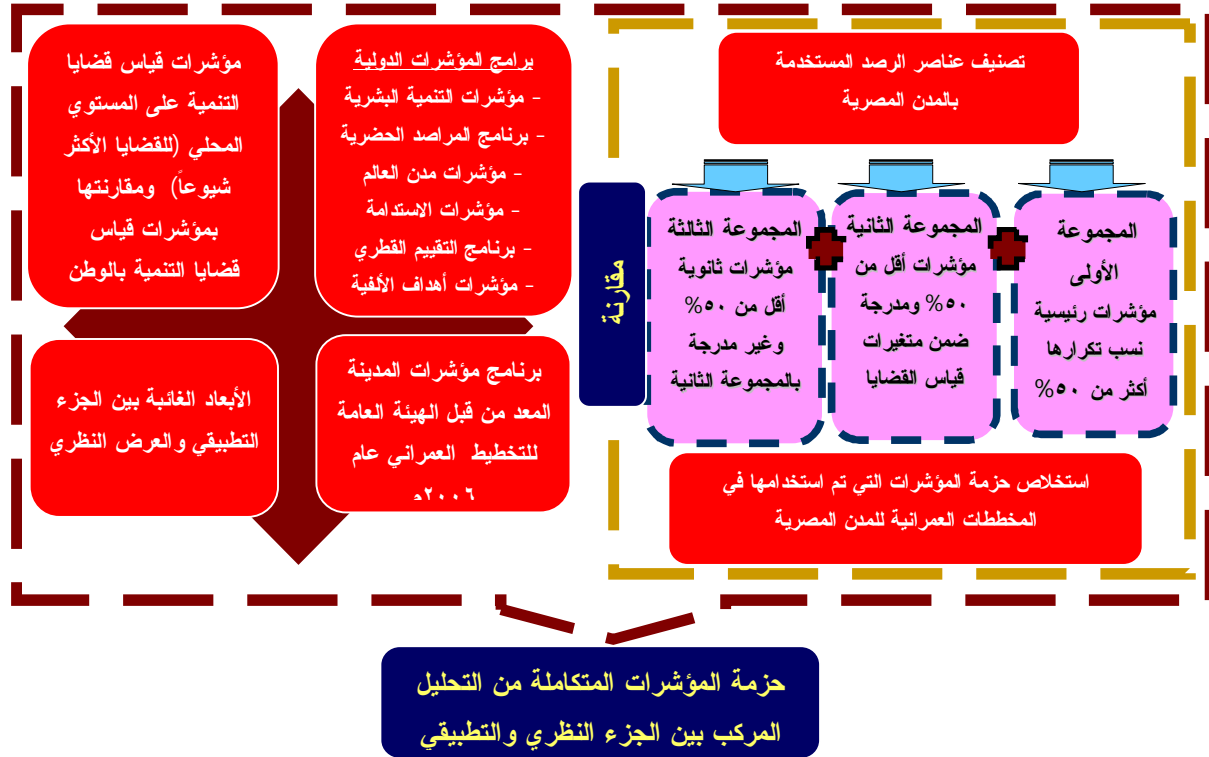 تصنيف عناصر الرصد المستخدمة
بالمدن المصرية
المجموعة
الأولى
مؤشرات رئيسية
نسب تكرارها
أكثر من ٥٠%
المجموعة الثانية
مؤشرات أقل من
٥٠% ومدرجة
ضمن متغيرات
قياس القضايا
المجموعة الثالثة
مؤشرات ثانوية
أقل من ٥٠%
وغير مدرجة
بالمجموعة الثانية
استخلاص حزمة المؤشرات التي تم استخدامها في
المخططات العمرانية للمدن المصرية
مقارنة
برامج المؤشرات الدولية
- مؤشرات التنمية البشرية
- برنامج المراصد الحضرية
- مؤشرات مدن العالم
- مؤشرات الاستدامة
- برنامج التقييم القطري
- مؤشرات أهداف الألفية
مؤشرات قياس قضايا
التنمية على المستوي
المحلي (للقضايا الأكثر
شيوعاً) ومقارنتها
بمؤشرات قياس
قضايا التنمية بالوطن
برنامج مؤشرات المدينة
المعد من قبل الهيئة العامة
للتخطيط العمراني عام
٢٠٠٦م
الأبعاد الغائبة بين الجزء
التطبيقي والعرض النظري
حزمة المؤشرات المتكاملة من التحليل
المركب بين الجزء النظري والتطبيقي